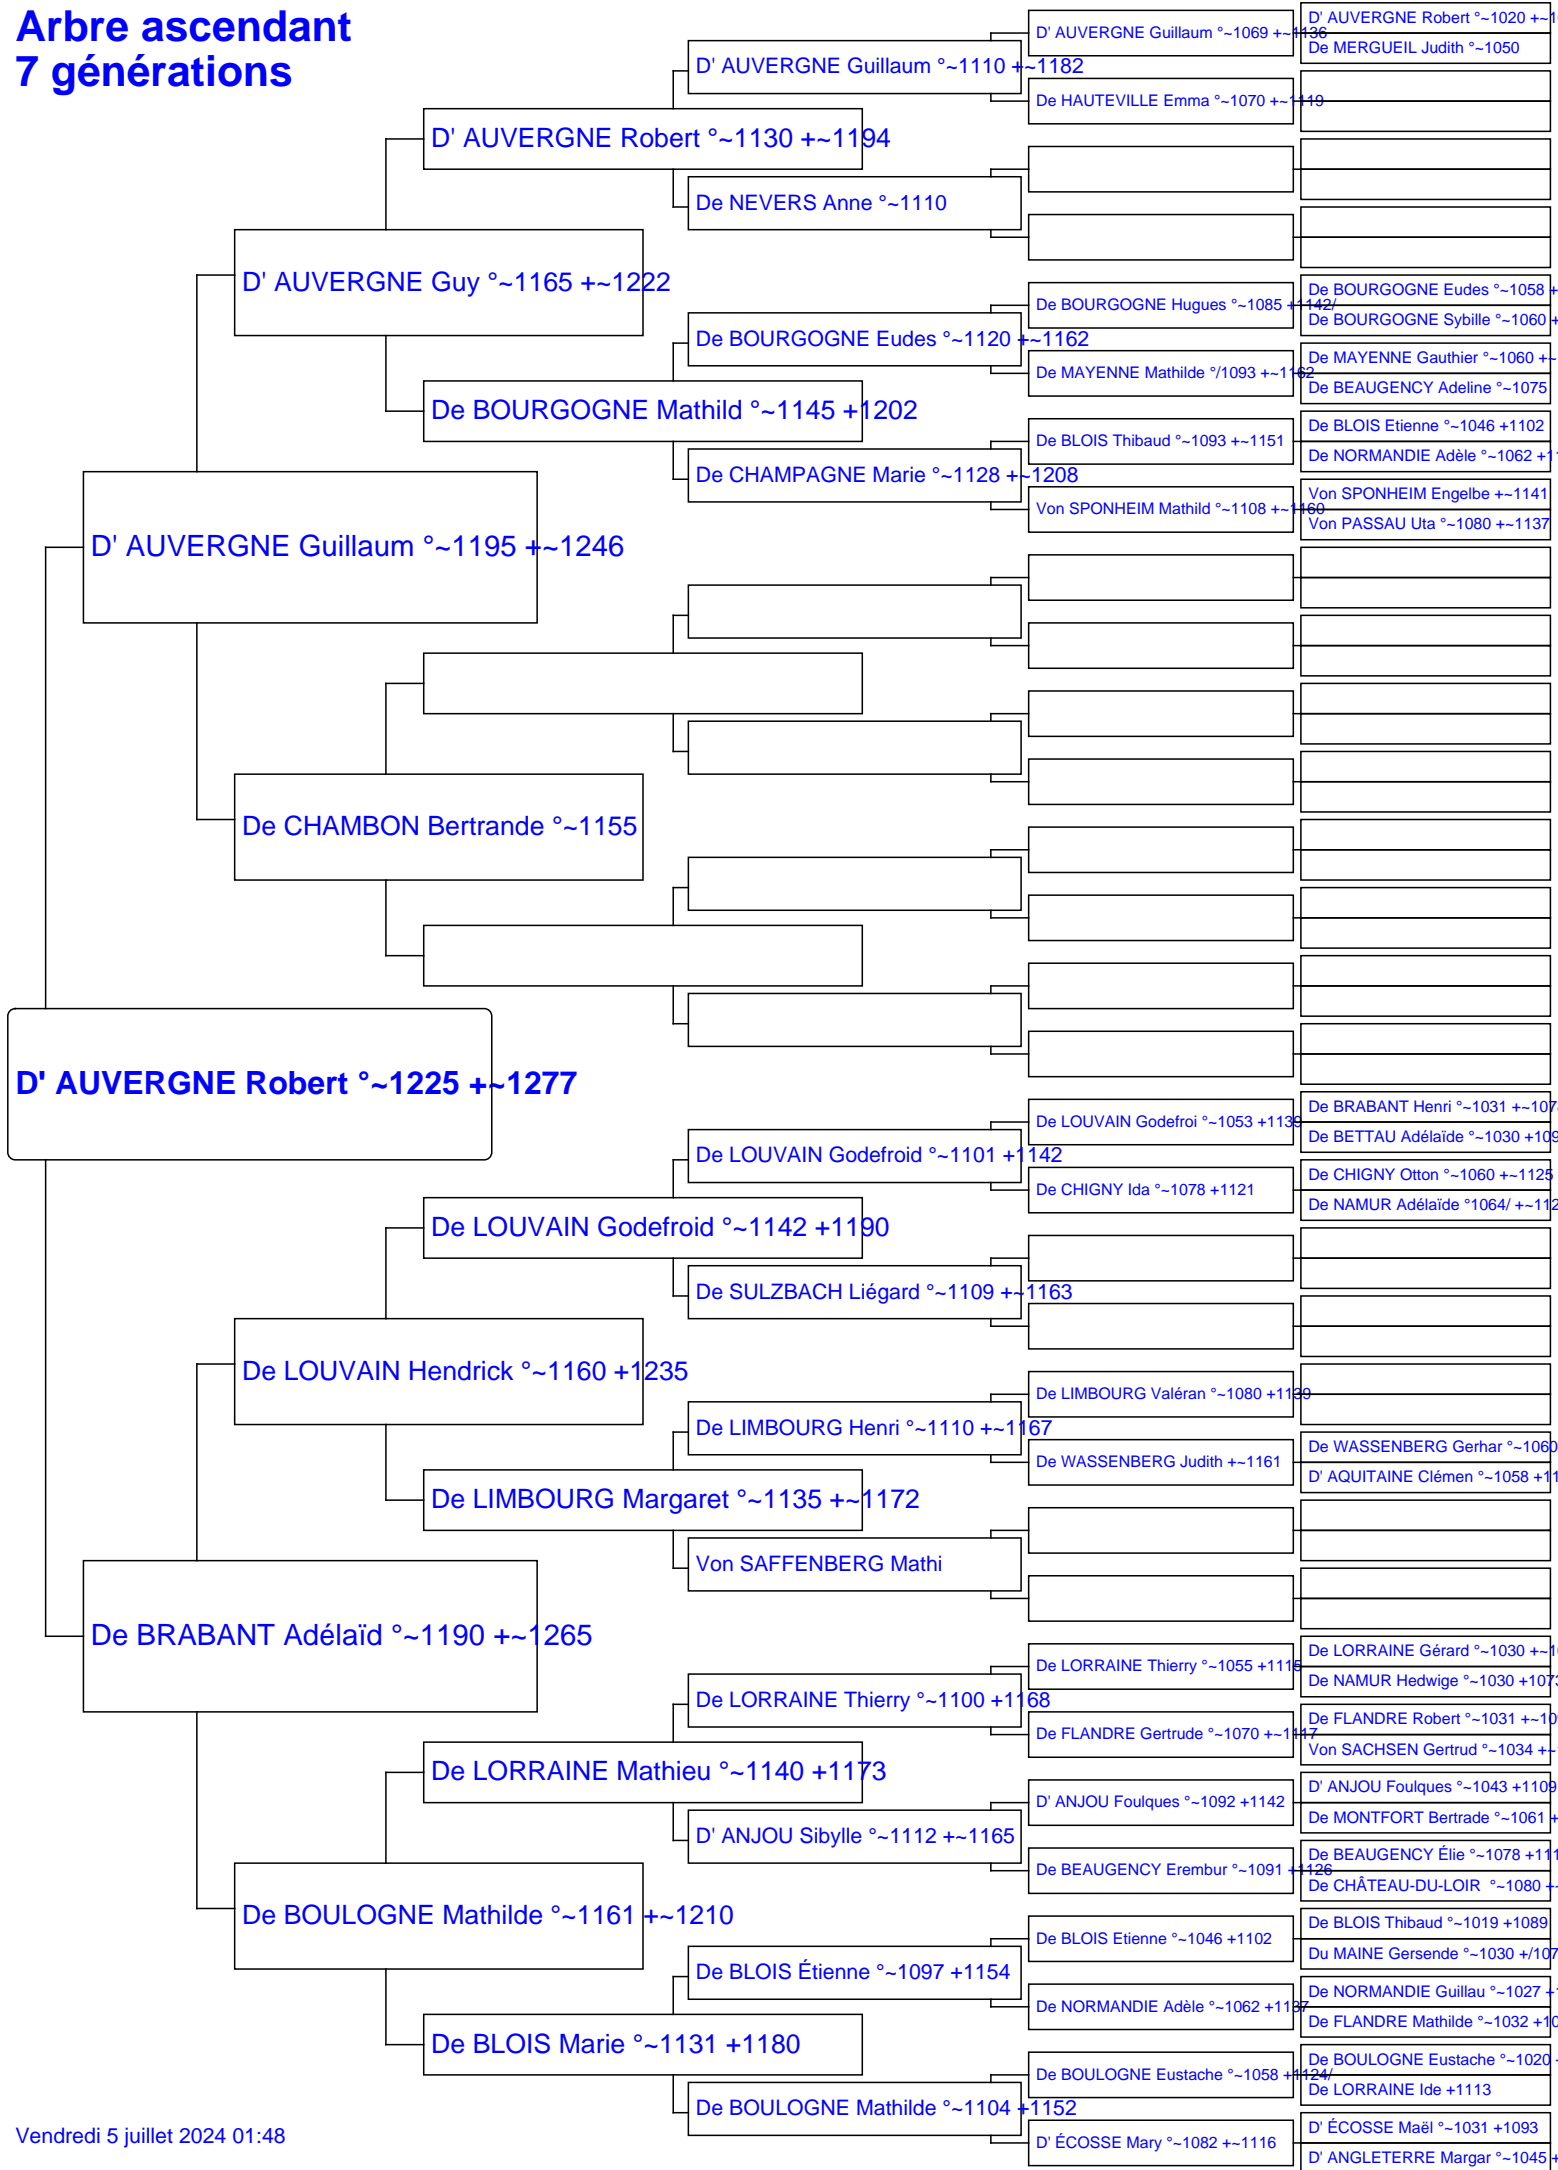 Arbre ascendant
7 générations
D' AUVERGNE Robert °~1225 +~1277
D' AUVERGNE Guillaum °~1195 +~1246
De BRABANT Adélaïd °~1190 +~1265
D' AUVERGNE Guy °~1165 +~1222
De CHAMBON Bertrande °~1155
De LOUVAIN Hendrick °~1160 +1235
De BOULOGNE Mathilde °~1161 +~1210
D' AUVERGNE Robert °~1130 +~1194
De BOURGOGNE Mathild °~1145 +1202
De LOUVAIN Godefroid °~1142 +1190
De LIMBOURG Margaret °~1135 +~1172
De LORRAINE Mathieu °~1140 +1173
De BLOIS Marie °~1131 +1180
D' AUVERGNE Guillaum °~1110 +~1182
De NEVERS Anne °~1110
De BOURGOGNE Eudes °~1120 +~1162
De CHAMPAGNE Marie °~1128 +~1208
De LOUVAIN Godefroid °~1101 +1142
De SULZBACH Liégard °~1109 +~1163
De LIMBOURG Henri °~1110 +~1167
Von SAFFENBERG Mathi
De LORRAINE Thierry °~1100 +1168
D' ANJOU Sibylle °~1112 +~1165
De BLOIS Étienne °~1097 +1154
De BOULOGNE Mathilde °~1104 +1152
D' AUVERGNE Guillaum °~1069 +~1136
De HAUTEVILLE Emma °~1070 +~1119
De BOURGOGNE Hugues °~1085 +1142/
De MAYENNE Mathilde °/1093 +~1162
De BLOIS Thibaud °~1093 +~1151
Von SPONHEIM Mathild °~1108 +~1160
De LOUVAIN Godefroi °~1053 +1139
De CHIGNY Ida °~1078 +1121
De LIMBOURG Valéran °~1080 +1139
De WASSENBERG Judith +~1161
De LORRAINE Thierry °~1055 +1115
De FLANDRE Gertrude °~1070 +~1117
D' ANJOU Foulques °~1092 +1142
De BEAUGENCY Erembur °~1091 +1126
De BLOIS Etienne °~1046 +1102
De NORMANDIE Adèle °~1062 +1137
De BOULOGNE Eustache °~1058 +1124/
D' ÉCOSSE Mary °~1082 +~1116
D' AUVERGNE Robert °~1020 +~1
De MERGUEIL Judith °~1050
De BOURGOGNE Eudes °~1058 +
De BOURGOGNE Sybille °~1060 +
De MAYENNE Gauthier °~1060 +~
De BEAUGENCY Adeline °~1075
De BLOIS Etienne °~1046 +1102
De NORMANDIE Adèle °~1062 +1
Von SPONHEIM Engelbe +~1141
Von PASSAU Uta °~1080 +~1137
De BRABANT Henri °~1031 +~107
De BETTAU Adélaïde °~1030 +109
De CHIGNY Otton °~1060 +~1125
De NAMUR Adélaïde °1064/ +~112
De WASSENBERG Gerhar °~1060
D' AQUITAINE Clémen °~1058 +11
De LORRAINE Gérard °~1030 +~1
De NAMUR Hedwige °~1030 +107
De FLANDRE Robert °~1031 +~10
Von SACHSEN Gertrud °~1034 +~
D' ANJOU Foulques °~1043 +1109
De MONTFORT Bertrade °~1061 +
De BEAUGENCY Élie °~1078 +111
De CHÂTEAU-DU-LOIR °~1080 +
De BLOIS Thibaud °~1019 +1089
Du MAINE Gersende °~1030 +/107
De NORMANDIE Guillau °~1027 +
De FLANDRE Mathilde °~1032 +10
De BOULOGNE Eustache °~1020
De LORRAINE Ide +1113
D' ÉCOSSE Maël °~1031 +1093
D' ANGLETERRE Margar °~1045 +
Vendredi 5 juillet 2024 01:48